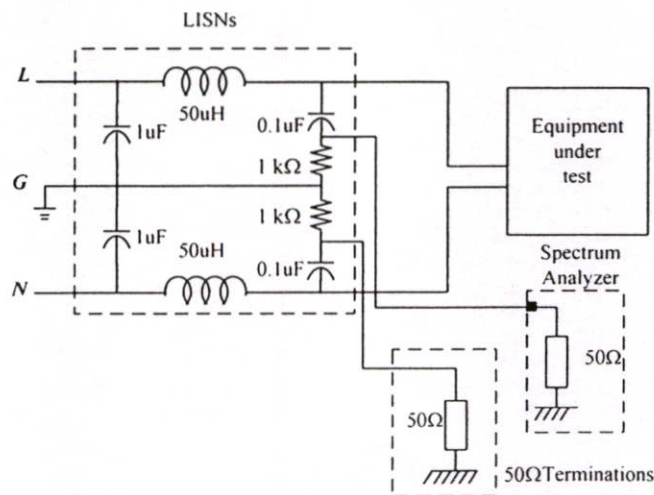 LISNs
L
50uH
0.1uF
1uF
1 kΩ
G
1 kΩ
1uF
50uH
0.1uF
N
Equipment
under
test
Spectrum
Analyzer
50Ω
50Ω
50ΩTerminations